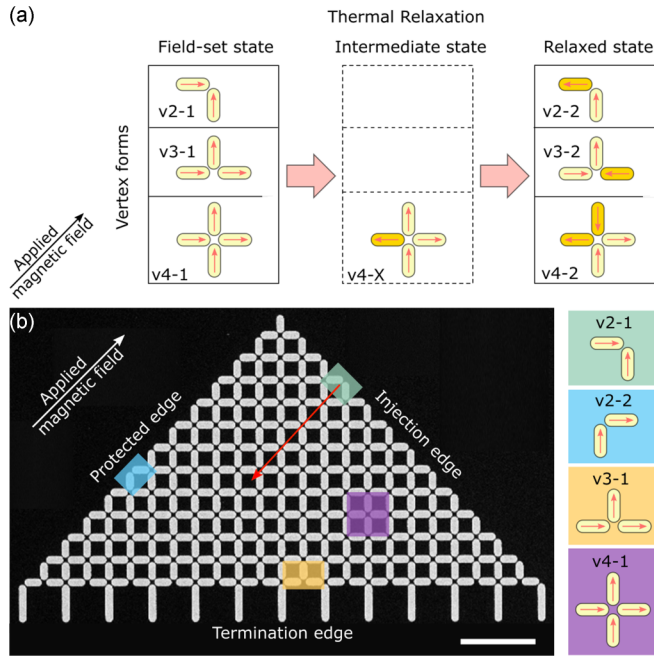 (a)
Thermal Relaxation
Field-set state
Intermediate state
Relaxed state
Vertex forms
v2-1
v2-2
v3-1
v3-2
v4-1
v4-X
v4-2
Applied
magnetic field
(b)
Applied
magnetic field
Protected edge
Injection edge
Termination edge
v2-1
v2-2
v3-1
v4-1